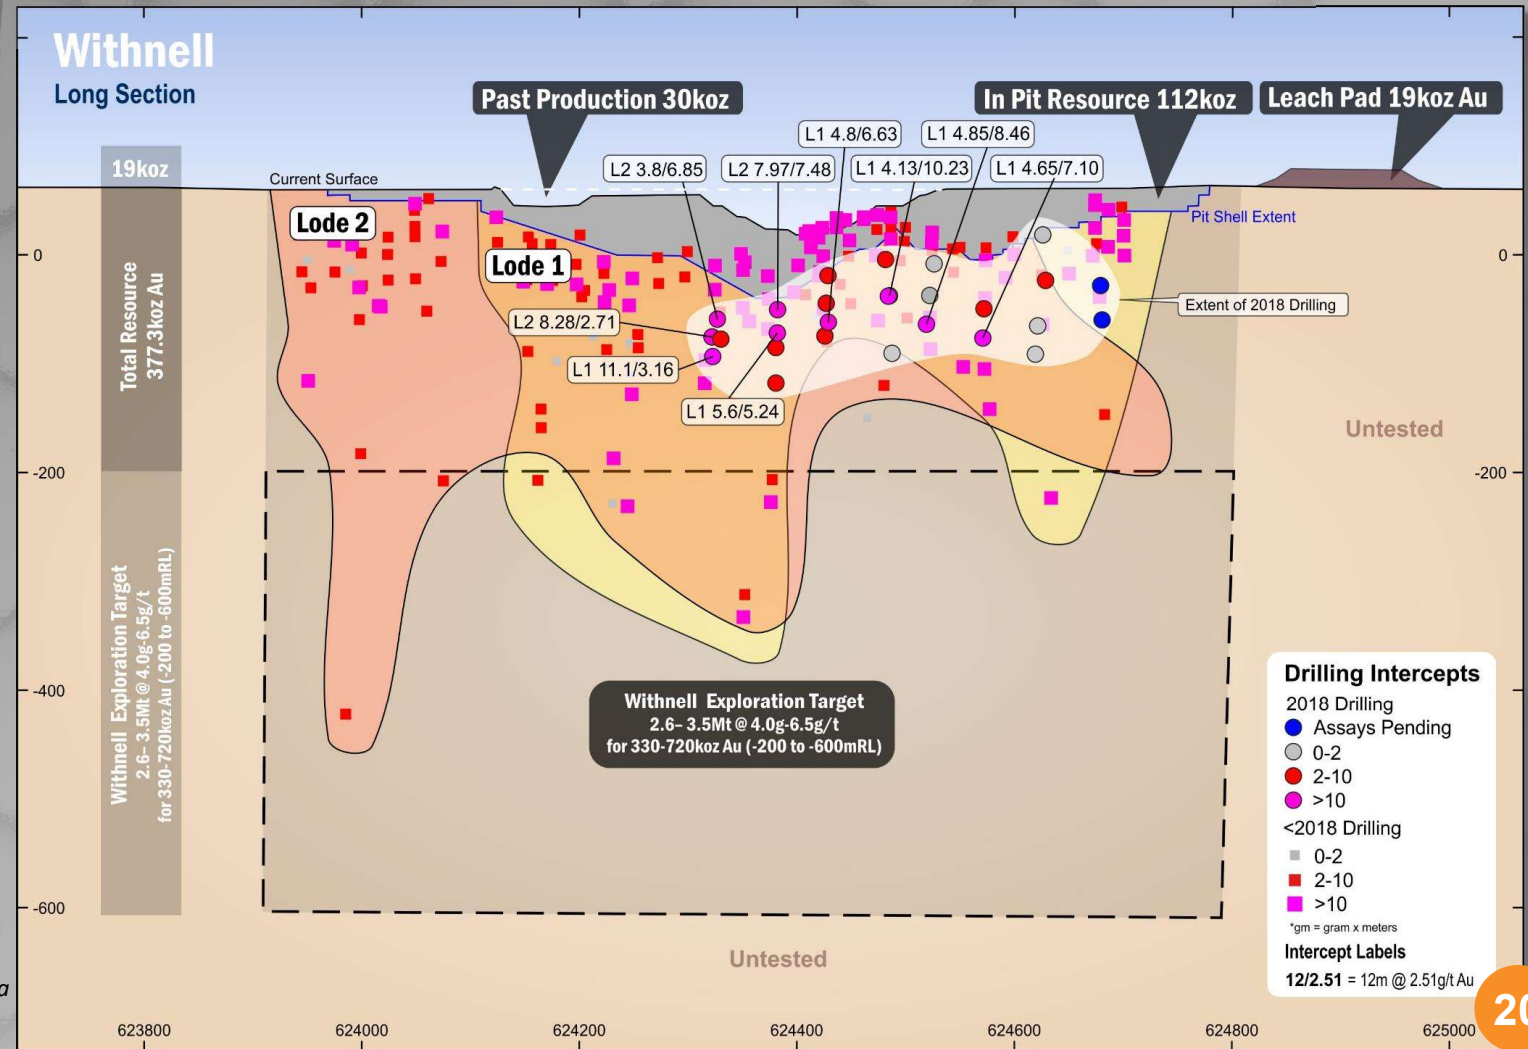 Withnell
Long Section
Past Production 30koz
In Pit Resource 112koz
Leach Pad 19koz Au
L1 4.8/6.63
L1 4.85/8.46
L2 3.8/6.85
L2 7.97/7.48
L1 4.13/10.23
L1 4.65/7.10
19koz
Current Surface
Lode 2
Pit Shell Extent
0
0
Lode 1
Extent of 2018 Drilling
L2 8.28/2.71
Total Resource
377.3koz Au
L1 11.1/3.16
L1 5.6/5.24
Untested
-200
-200
Withnell Exploration Target
2.6– 3.5Mt @ 4.0g-6.5g/t
for 330-720koz Au (-200 to -600mRL)
-400
Withnell Exploration Target
2.6– 3.5Mt @ 4.0g-6.5g/t
for 330-720koz Au (-200 to -600mRL)
Drilling Intercepts
2018 Drilling
Assays Pending
0-2
2-10
>10
<2018 Drilling
0-2
2-10
>10
*gm = gram x meters
Intercept Labels
12/2.51 = 12m @ 2.51g/t Au
-600
Untested
a
623800
624000
624200
624400
624600
624800
625000